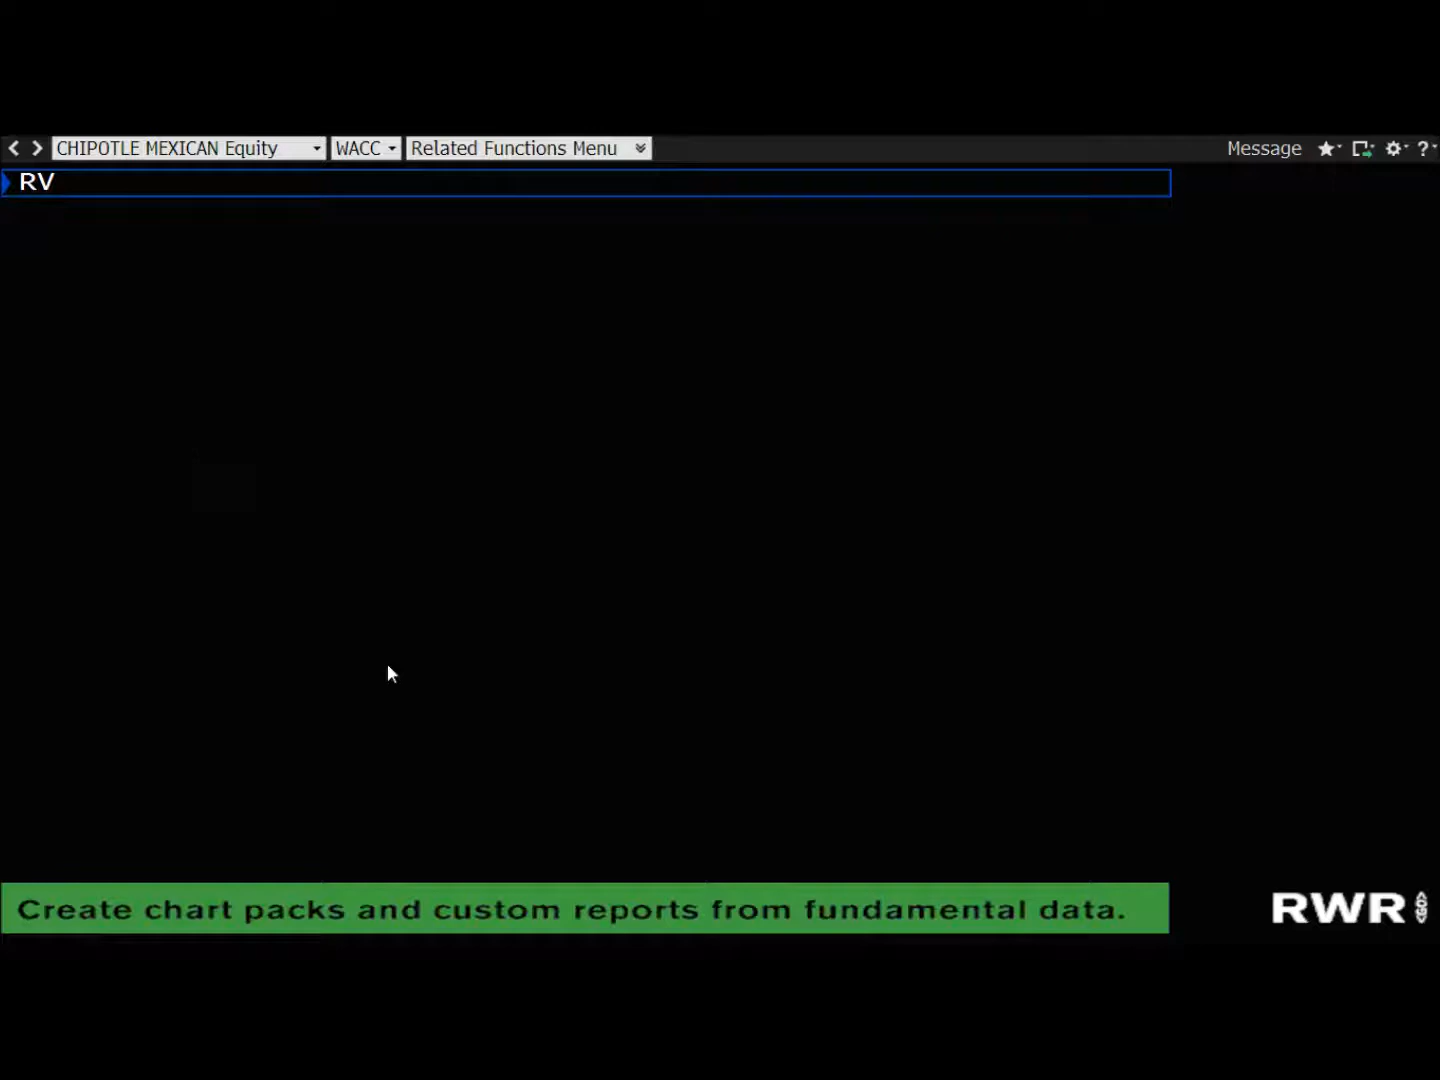 CHIPOTLE MEXICAN Equity WACC Related Functions Menu Message ?
RV
Create chart packs and custom reports from fundamental data. RWR